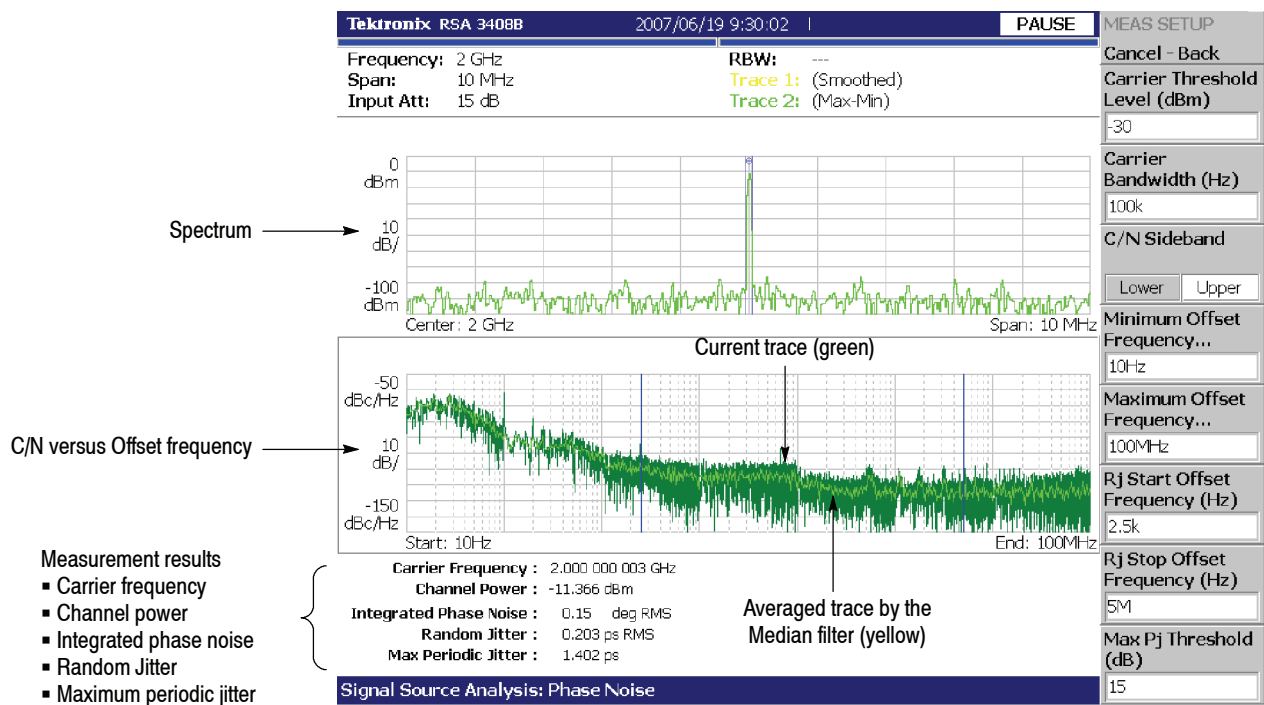 Tektronix RSA 3408B 2007/06/19 9:30:02 | PAUSE
Frequency: 2 GHz
Span: 10 MHz
Input Att: 15 dB
RBW: ---
Trace 1: (Smoothed)
Trace 2: (Max-Min)
Spectrum
0
dBm
10
dB/
-100
dBm
Center: 2 GHz
Span: 10 MHz
Current trace (green)
C/N versus Offset frequency
-50
dBc/Hz
10
dB/
-150
dBc/Hz
Start: 10Hz
End: 100MHz
Measurement results
▪ Carrier frequency
▪ Channel power
▪ Integrated phase noise
▪ Random Jitter
▪ Maximum periodic jitter
Carrier Frequency : 2.000 000 003 GHz
Channel Power : -11.366 dBm
Integrated Phase Noise : 0.15 deg RMS
Random Jitter : 0.203 ps RMS
Max Periodic Jitter : 1.402 ps
Averaged trace by the
Median filter (yellow)
Signal Source Analysis: Phase Noise
MEAS SETUP
Cancel - Back
Carrier Threshold
Level (dBm)
-30
Carrier
Bandwidth (Hz)
100k
C/N Sideband
Lower Upper
Minimum Offset
Frequency...
10Hz
Maximum Offset
Frequency...
100MHz
Rj Start Offset
Frequency (Hz)
2.5k
Rj Stop Offset
Frequency (Hz)
5M
Max Pj Threshold
(dB)
15